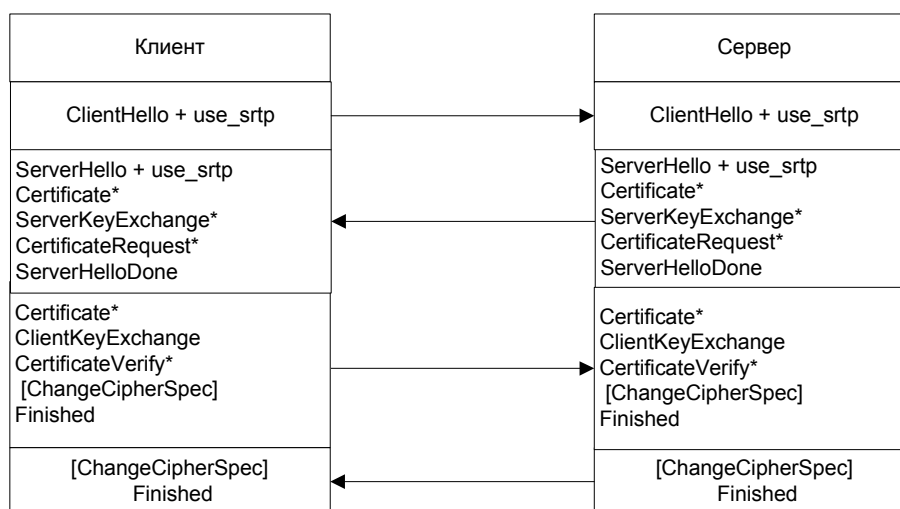 Клиент
Сервер
ClientHello + use_srtp
ClientHello + use_srtp
ServerHello + use_srtp
Certificate*
ServerKeyExchange*
CertificateRequest*
ServerHelloDone
ServerHello + use_srtp
Certificate*
ServerKeyExchange*
CertificateRequest*
ServerHelloDone
Certificate*
ClientKeyExchange
CertificateVerify*
[ChangeCipherSpec]
Finished
Certificate*
ClientKeyExchange
CertificateVerify*
[ChangeCipherSpec]
Finished
[ChangeCipherSpec]
Finished
[ChangeCipherSpec]
Finished